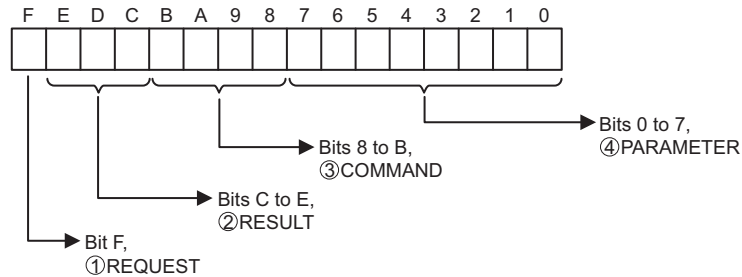 F E D C B A 9 8 7 6 5 4 3 2 1 0
Bits 0 to 7,
④PARAMETER
Bits 8 to B,
③COMMAND
Bits C to E,
②RESULT
Bit F,
①REQUEST